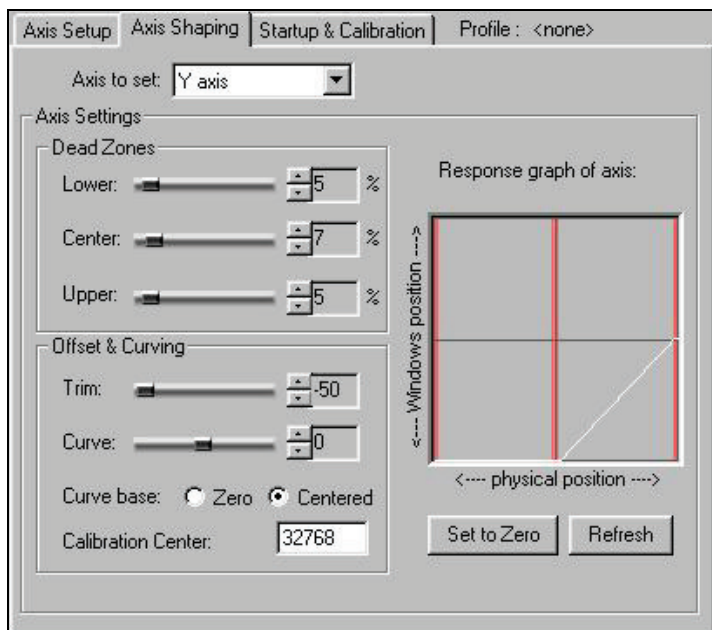 Axis Setup Axis Shaping Startup & Calibration Profile : <none>
Axis to set: Y axis
Axis Settings
Dead Zones
Lower: 5 %
Center: 7 %
Upper: 5 %
Offset & Curving
Trim: -50
Curve: 0
Curve base: Zero Centered
Calibration Center: 32768
Response graph of axis:
<--- Windows position --->
<---- physical position ---->
Set to Zero Refresh